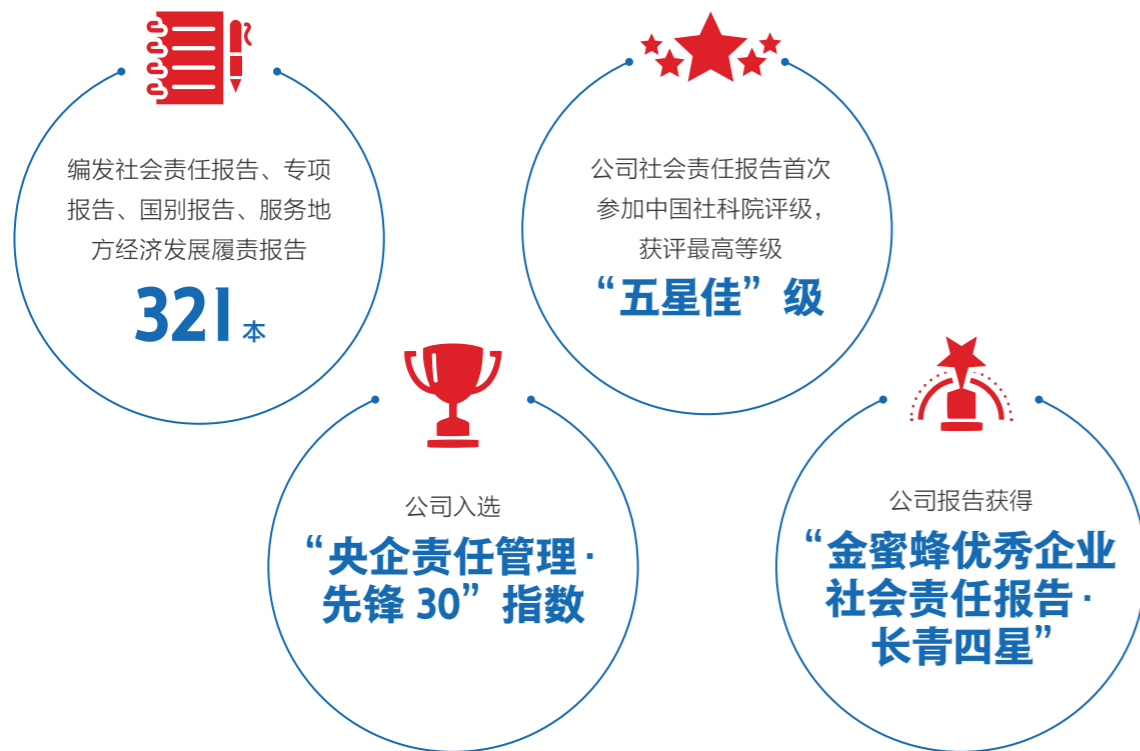 编发社会责任报告、专项
报告、国别报告、服务地
方经济发展履责报告
321 本
公司社会责任报告首次
参加中国社科院评级，
获评最高等级
“五星佳”级
公司入选
“央企责任管理·
先锋 30”指数
公司报告获得
“金蜜蜂优秀企业
社会责任报告·
长青四星”